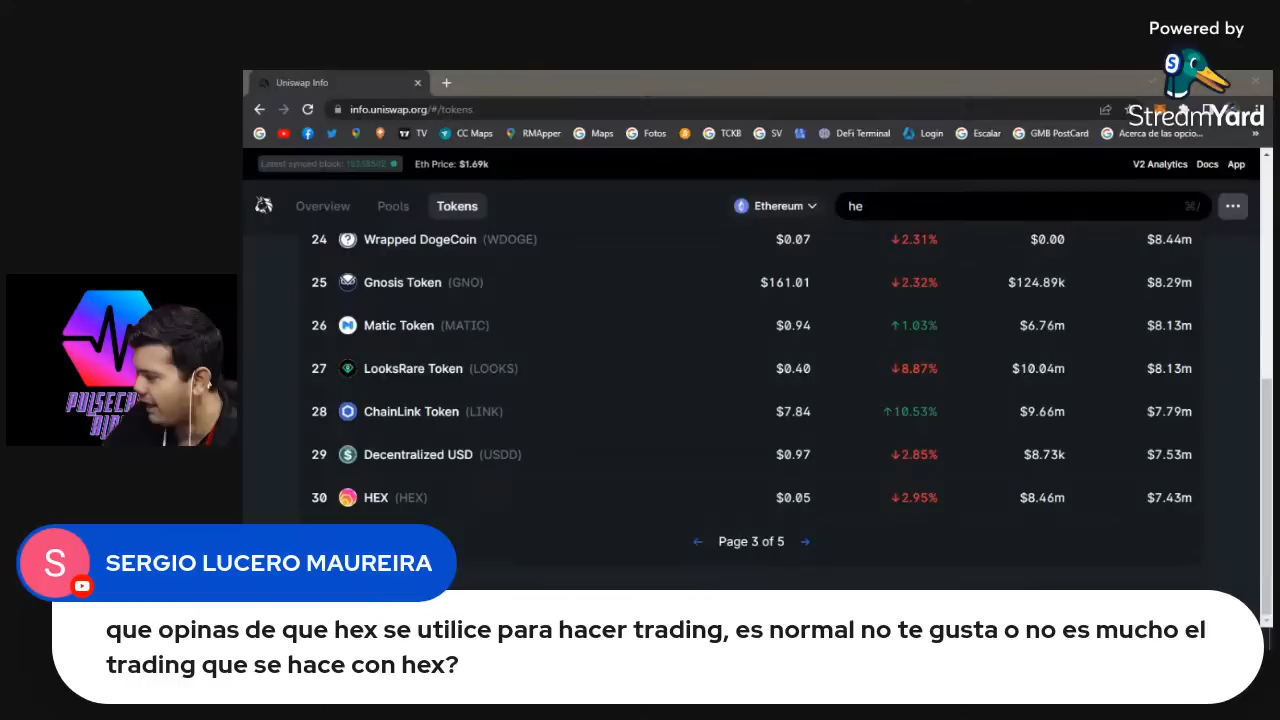 Powered by
StreamYard
Uniswap Info
info.uniswap.org/#/tokens
TV CC Maps RMApper Maps Fotos TCKB SV DeFi Terminal Login Escalar GMB PostCard Acerca de las opcio... »
Latest synced block: Eth Price: $1.69k V2 Analytics Docs App
Overview Pools Tokens Ethereum he ⌘/ ...
24 Wrapped DogeCoin (WDOGE) $0.07 ↓2.31% $0.00 $8.44m
25 Gnosis Token (GNO) $161.01 ↓2.32% $124.89k $8.29m
26 Matic Token (MATIC) $0.94 ↑1.03% $6.76m $8.13m
27 LooksRare Token (LOOKS) $0.40 ↓8.87% $10.04m $8.13m
28 ChainLink Token (LINK) $7.84 ↑10.53% $9.66m $7.79m
29 Decentralized USD (USDD) $0.97 ↓2.85% $8.73k $7.53m
30 HEX (HEX) $0.05 ↓2.95% $8.46m $7.43m
← Page 3 of 5 →
S SERGIO LUCERO MAUREIRA
que opinas de que hex se utilice para hacer trading, es normal no te gusta o no es mucho el
trading que se hace con hex?